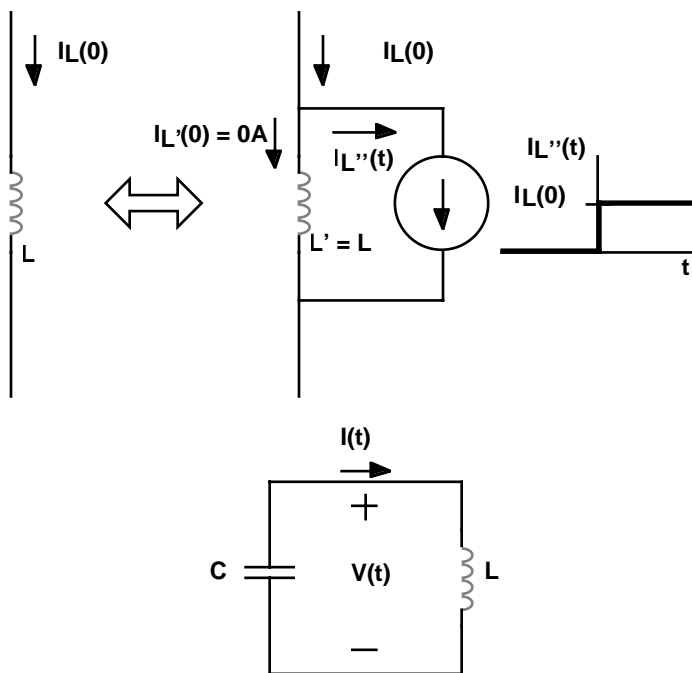 IL(0)
IL(0)
IL'(0) = 0A
IL''(t)
IL''(t)
IL(0)
L
L' = L
t
I(t)
+
C
V(t)
L
−